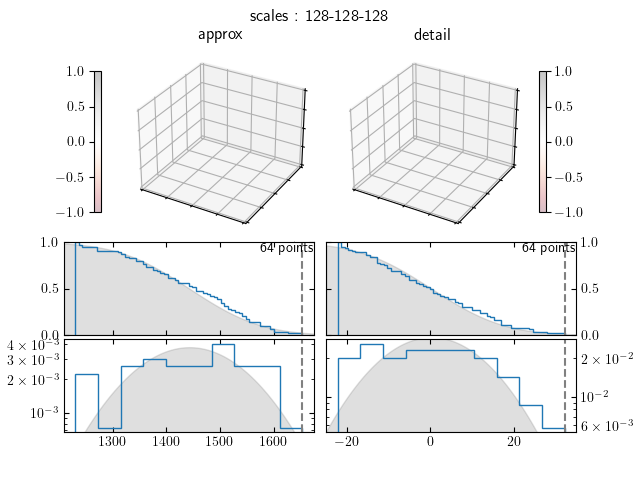 scales : 128-128-128
approx
detail
1.0
0.5
0.0
−0.5
−1.0
1.0
0.5
0.0
−0.5
−1.0
64 points
64 points
1.0
0.5
0.0
1.0
0.5
0.0
4 × 10⁻³
3 × 10⁻³
2 × 10⁻³
10⁻³
2 × 10⁻²
10⁻²
6 × 10⁻³
1300 1400 1500 1600
−20 0 20